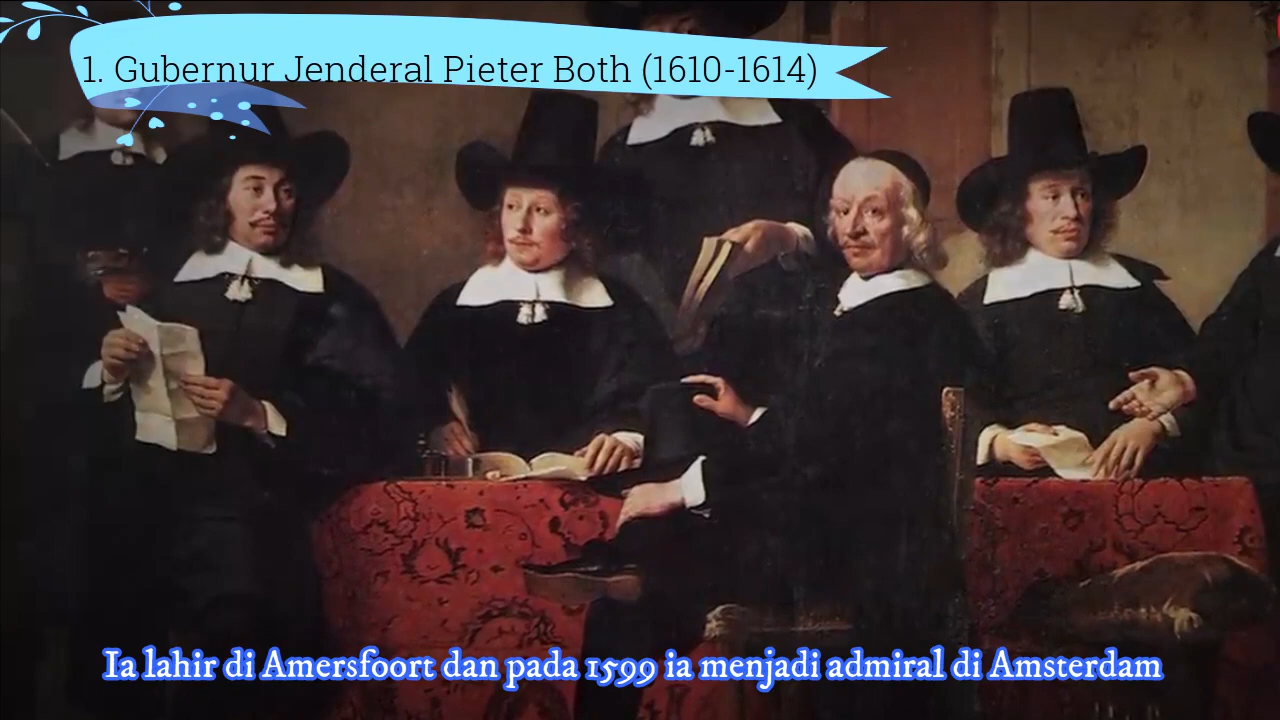 1. Gubernur Jenderal Pieter Both (1610-1614)
Ia lahir di Amersfoort dan pada 1599 ia menjadi admiral di Amsterdam